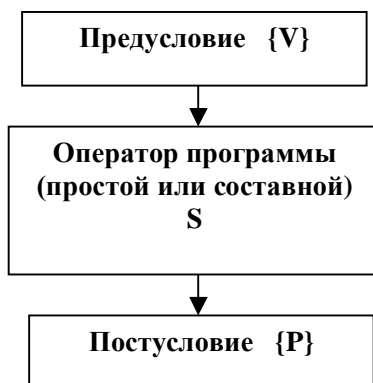 Предусловие {V}
Оператор программы
(простой или составной)
S
Постусловие {P}